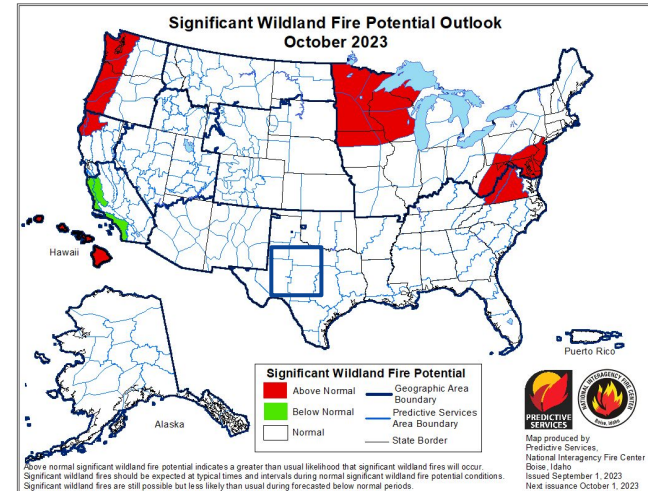 Significant Wildland Fire Potential Outlook
October 2023
Hawaii
Alaska
Puerto Rico
Significant Wildland Fire Potential
Above Normal
Below Normal
Normal
Geographic Area
Boundary
Predictive Services
Area Boundary
State Border
PREDICTIVE
SERVICES
NATIONAL INTERAGENCY FIRE CENTER
Boise, Idaho
Map produced by
Predictive Services,
National Interagency Fire Center
Boise, Idaho
Issued September 1, 2023
Next issuance October 1, 2023
Above normal significant wildland fire potential indicates a greater than usual likelihood that significant wildland fires will occur.
Significant wildland fires should be expected at typical times and intervals during normal significant wildland fire potential conditions.
Significant wildland fires are still possible but less likely than usual during forecasted below normal periods.